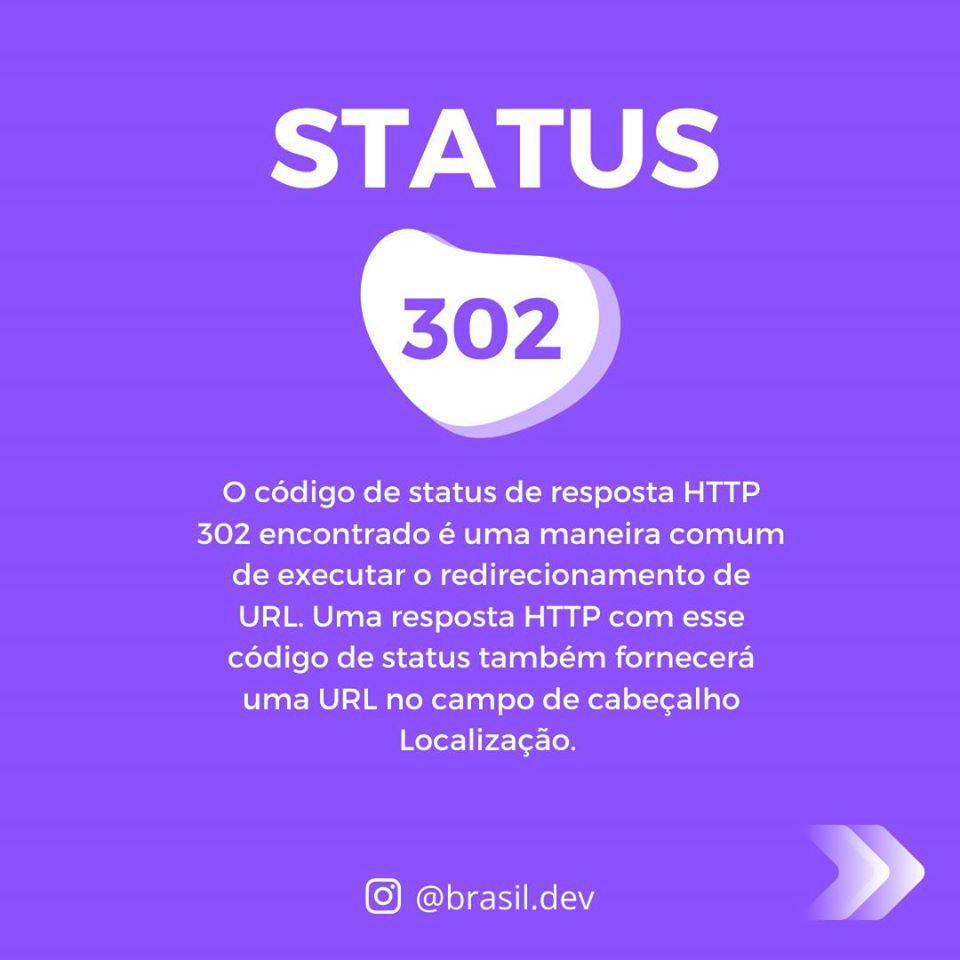 STATUS
302
O código de status de resposta HTTP
302 encontrado é uma maneira comum
de executar o redirecionamento de
URL. Uma resposta HTTP com esse
código de status também fornecerá
uma URL no campo de cabeçalho
Localização.
@brasil.dev